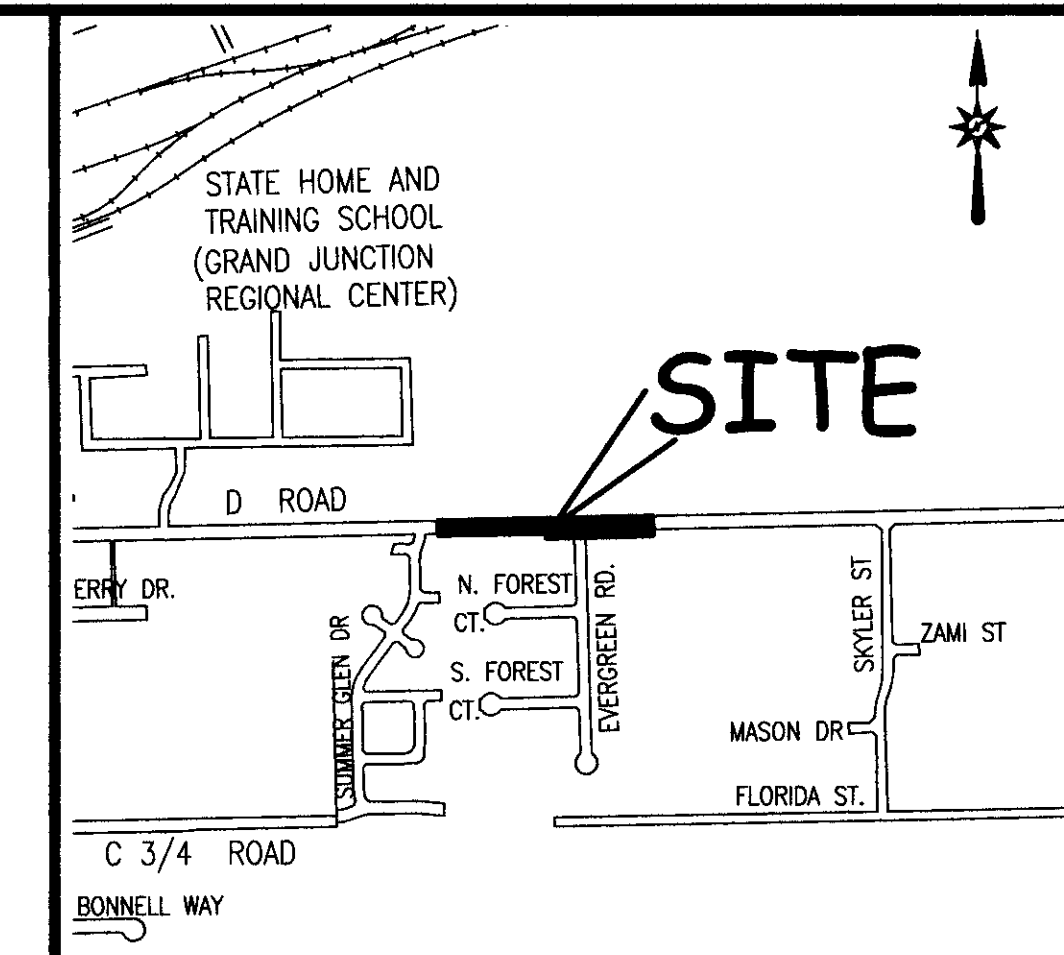 STATE HOME AND
TRAINING SCHOOL
(GRAND JUNCTION
REGIONAL CENTER)
SITE
D ROAD
ERRY DR.
N. FOREST
CT.
S. FOREST
CT.
SUMMER GLEN DR
EVERGREEN RD.
SKYLER ST
ZAMI ST
MASON DR
FLORIDA ST.
C 3/4 ROAD
BONNELL WAY